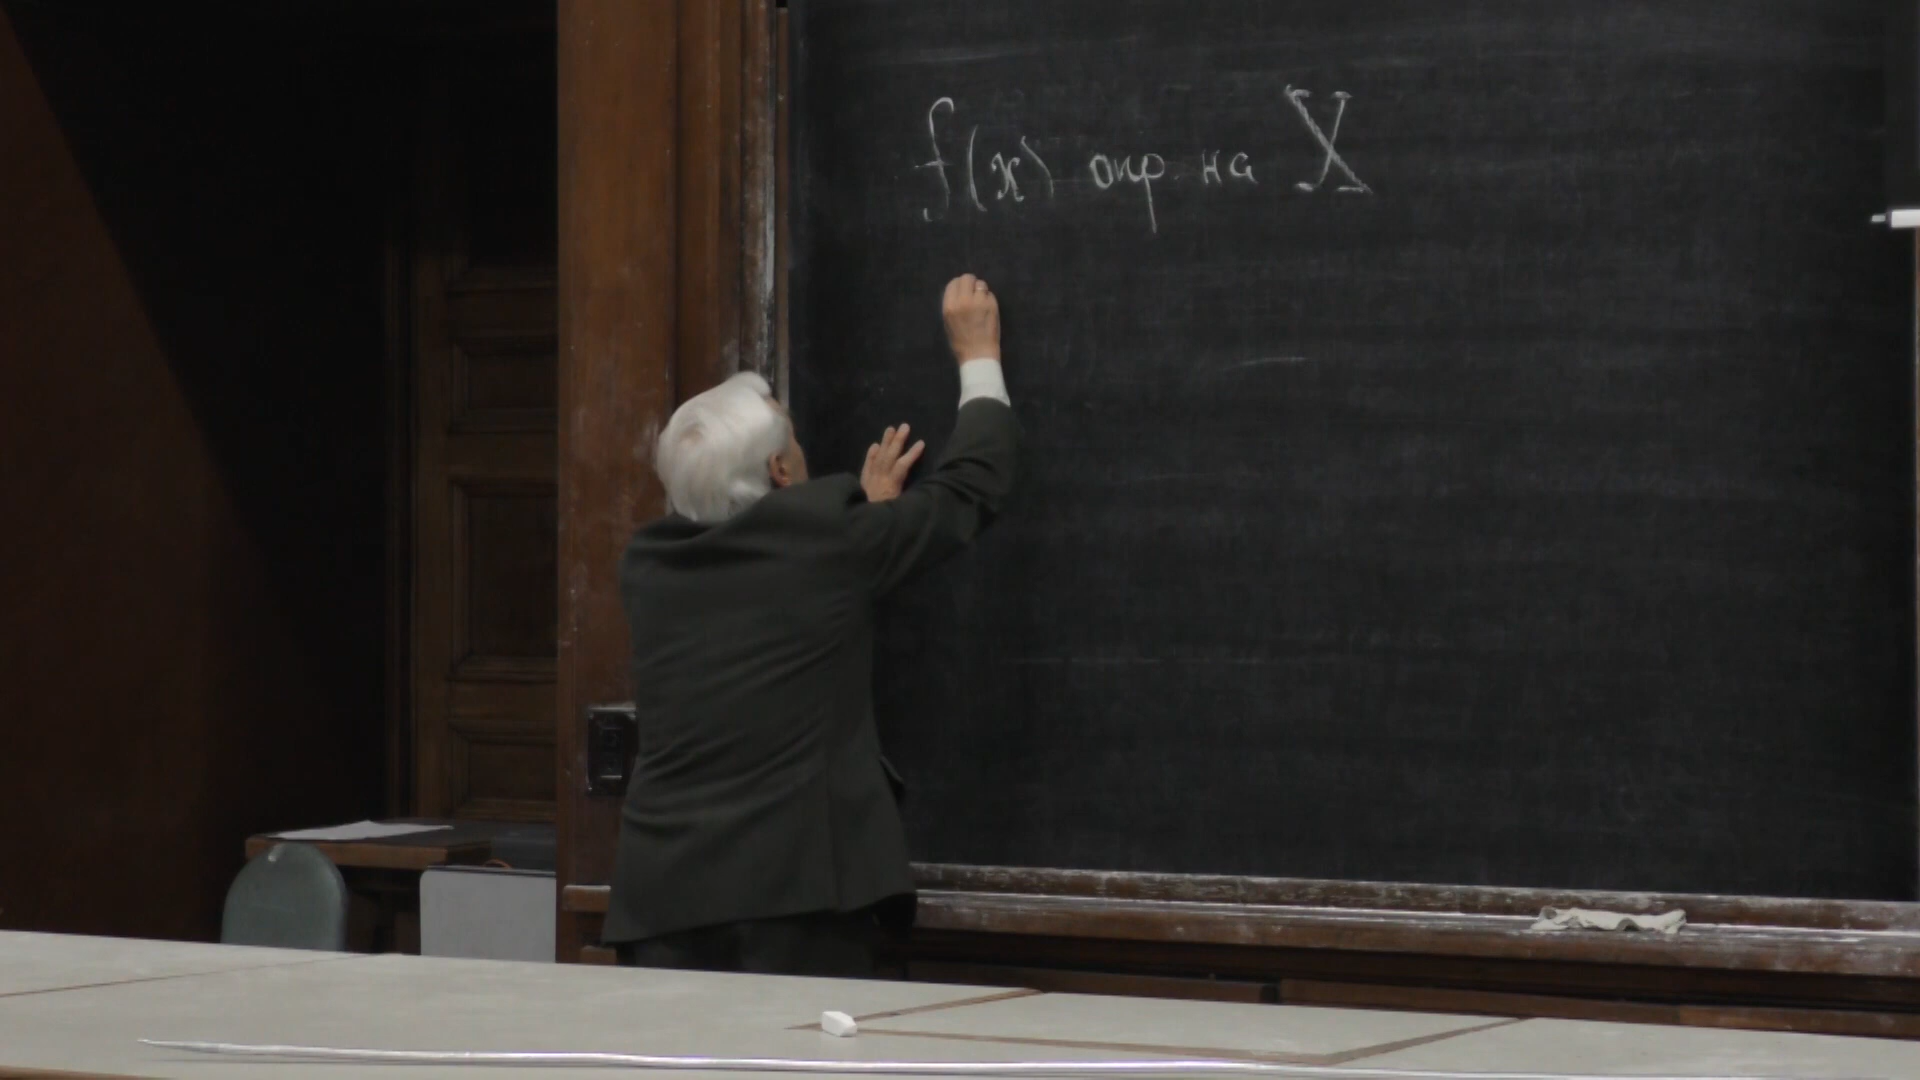 f(x) опр. на X